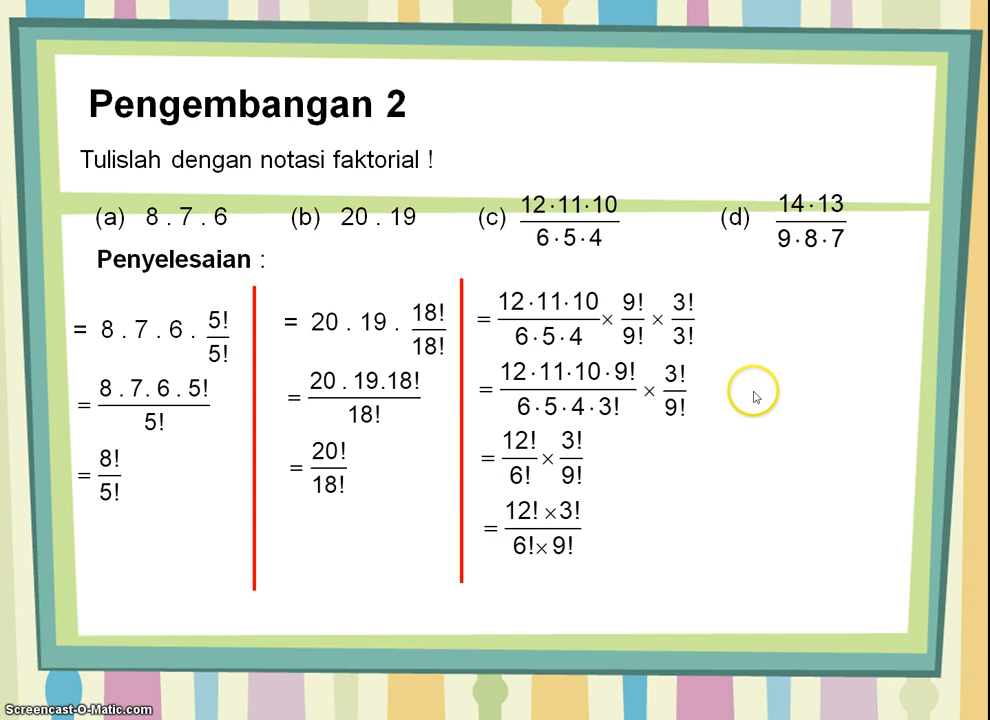 Pengembangan 2
Tulislah dengan notasi faktorial !
(a) 8 . 7 . 6 (b) 20 . 19 (c) 12·11·10 / 6·5·4 (d) 14·13 / 9·8·7
Penyelesaian :
= 8 . 7 . 6 . 5! / 5!
= 8 . 7. 6 . 5! / 5!
= 8! / 5!
= 20 . 19 . 18! / 18!
= 20 . 19.18! / 18!
= 20! / 18!
= 12·11·10 / 6·5·4 × 9! / 9! × 3! / 3!
= 12·11·10·9! / 6·5·4·3! × 3! / 9!
= 12! / 6! × 3! / 9!
= 12!×3! / 6!×9!
Screencast-O-Matic.com